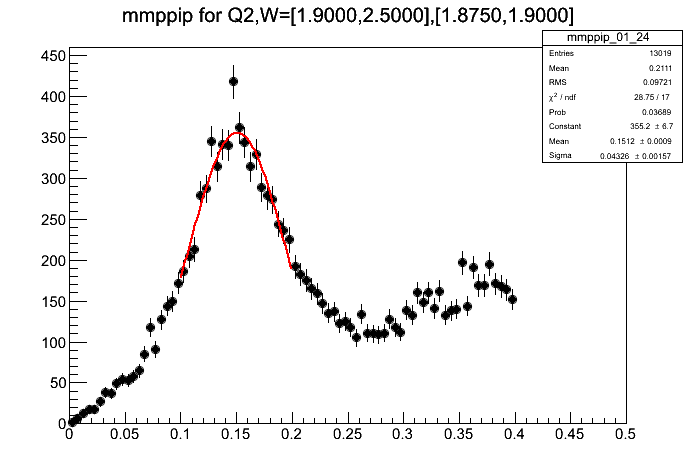 mmppip for Q2,W=[1.9000,2.5000],[1.8750,1.9000]
mmppip_01_24
Entries 13019
Mean 0.2111
RMS 0.09721
χ² / ndf 28.75 / 17
Prob 0.03689
Constant 355.2 ± 6.7
Mean 0.1512 ± 0.0009
Sigma 0.04326 ± 0.00157
450
400
350
300
250
200
150
100
50
0
0 0.05 0.1 0.15 0.2 0.25 0.3 0.35 0.4 0.45 0.5